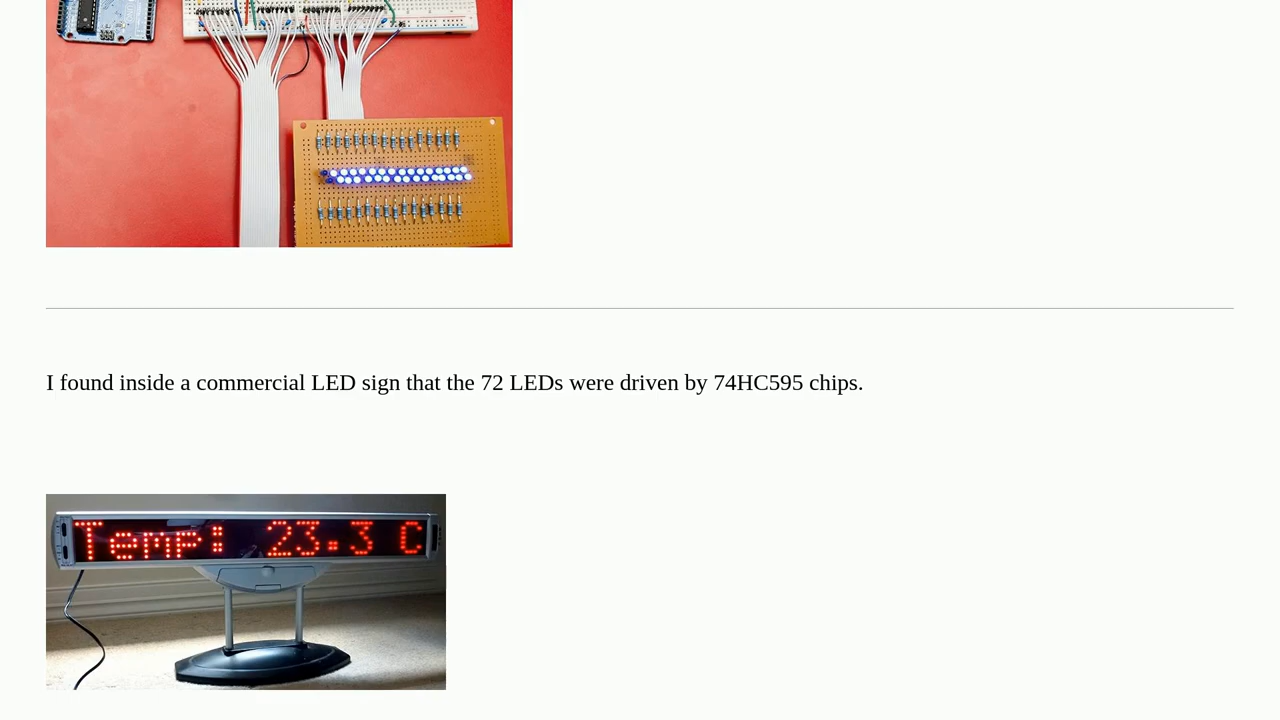 I found inside a commercial LED sign that the 72 LEDs were driven by 74HC595 chips.
Temp: 23.3 C